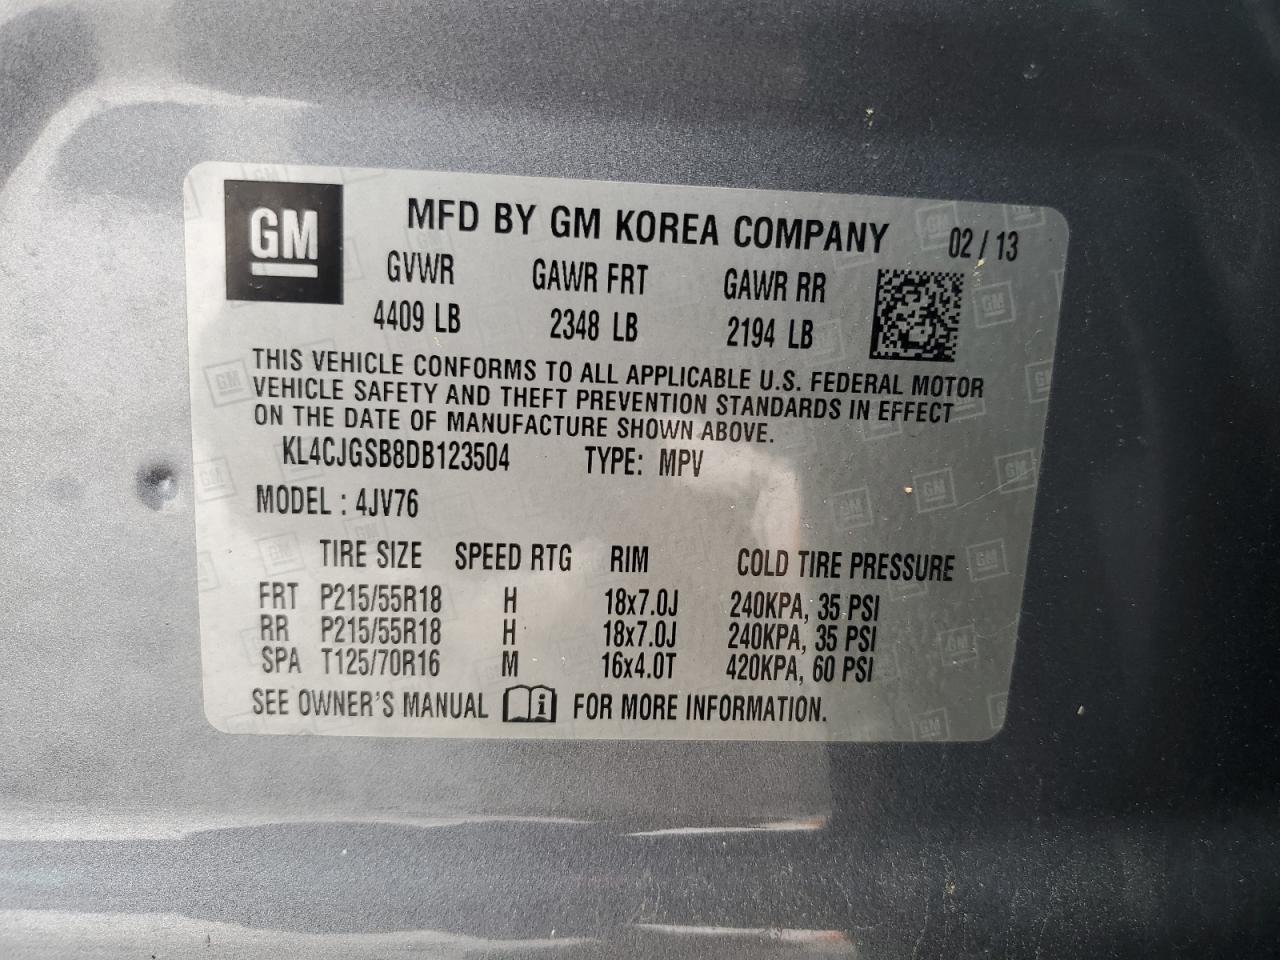 GM
MFD BY GM KOREA COMPANY 02 / 13
GVWR GAWR FRT GAWR RR
4409 LB 2348 LB 2194 LB
THIS VEHICLE CONFORMS TO ALL APPLICABLE U.S. FEDERAL MOTOR
VEHICLE SAFETY AND THEFT PREVENTION STANDARDS IN EFFECT
ON THE DATE OF MANUFACTURE SHOWN ABOVE.
KL4CJGSB8DB123504 TYPE: MPV
MODEL : 4JV76
TIRE SIZE SPEED RTG RIM COLD TIRE PRESSURE
FRT P215/55R18 H 18x7.0J 240KPA, 35 PSI
RR P215/55R18 H 18x7.0J 240KPA, 35 PSI
SPA T125/70R16 M 16x4.0T 420KPA, 60 PSI
SEE OWNER'S MANUAL i FOR MORE INFORMATION.